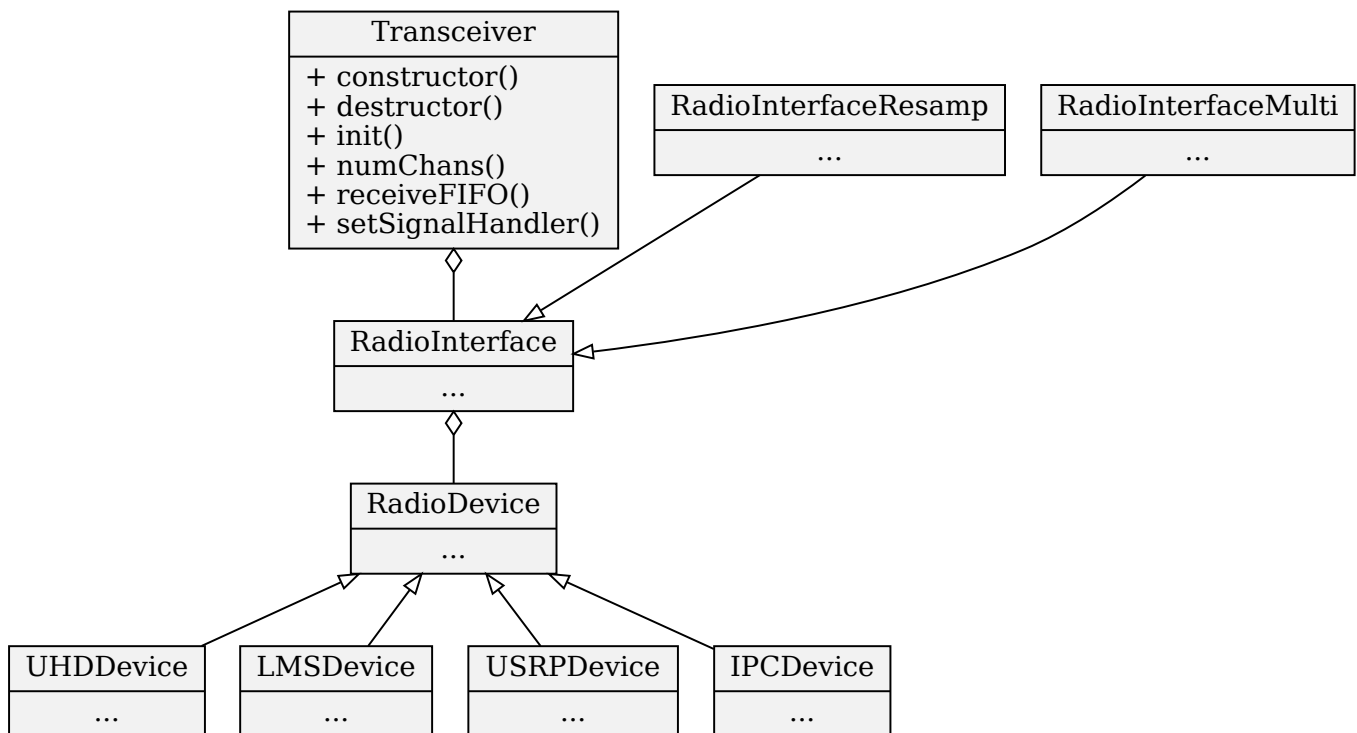 Transceiver
+ constructor()
+ destructor()
+ init()
+ numChans()
+ receiveFIFO()
+ setSignalHandler()
RadioInterfaceResamp
...
RadioInterfaceMulti
...
RadioInterface
...
RadioDevice
...
UHDDevice
...
LMSDevice
...
USRPDevice
...
IPCDevice
...